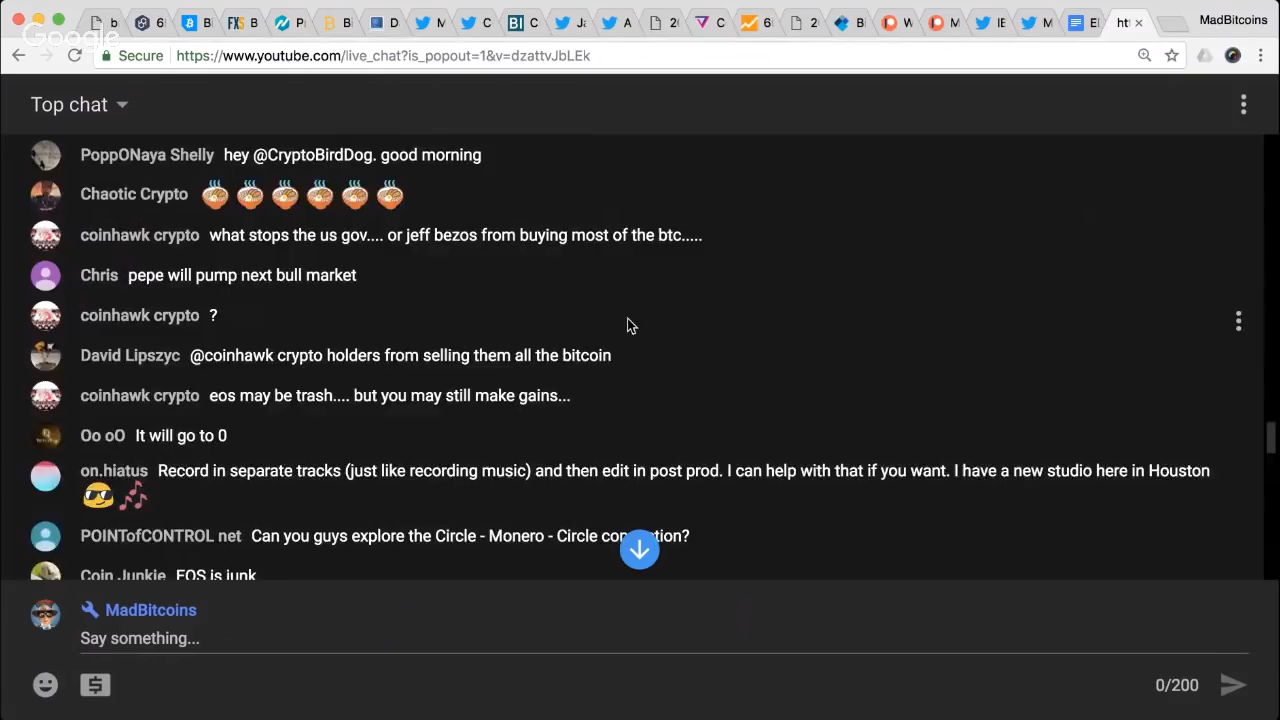 MadBitcoins
Google
Secure https://www.youtube.com/live_chat?is_popout=1&v=dzattvJbLEk
Top chat
PoppONaya Shelly hey @CryptoBirdDog. good morning
Chaotic Crypto
coinhawk crypto what stops the us gov.... or jeff bezos from buying most of the btc.....
Chris pepe will pump next bull market
coinhawk crypto ?
David Lipszyc @coinhawk crypto holders from selling them all the bitcoin
coinhawk crypto eos may be trash.... but you may still make gains...
Oo oO It will go to 0
on.hiatus Record in separate tracks (just like recording music) and then edit in post prod. I can help with that if you want. I have a new studio here in Houston
POINTofCONTROL net Can you guys explore the Circle - Monero - Circle
Coin Junkie EOS is junk
MadBitcoins
Say something...
0/200